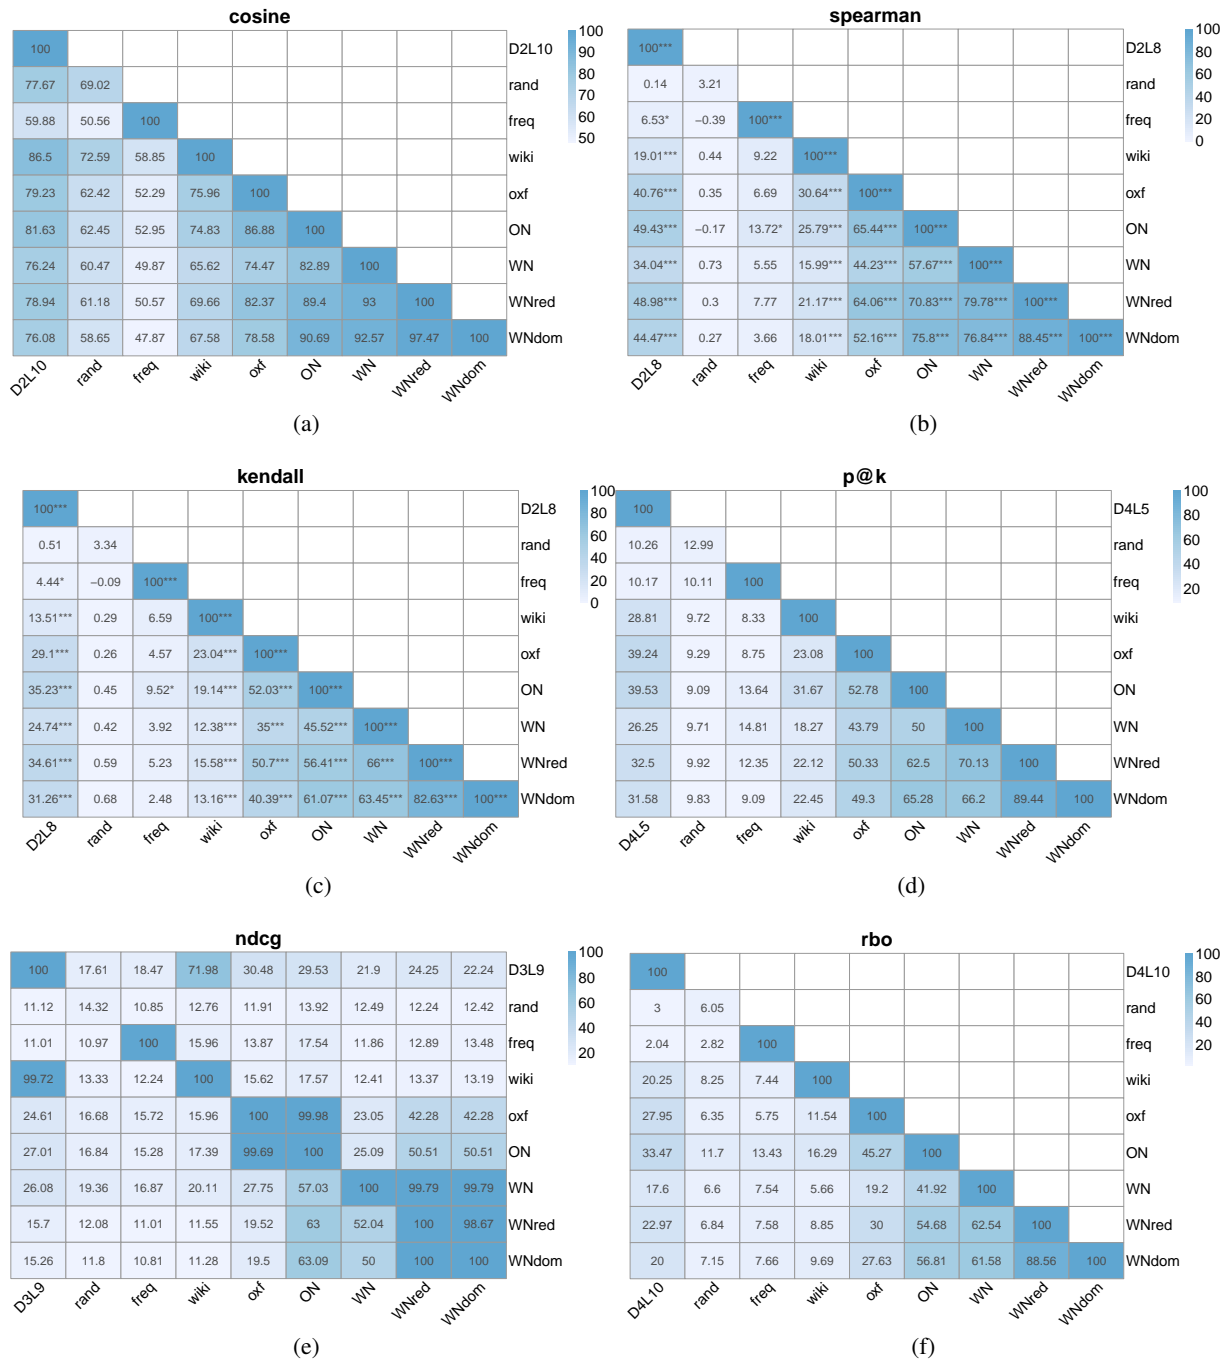 cosine
100
D2L10
77.67 69.02
rand
59.88 50.56 100
freq
86.5 72.59 58.85 100
wiki
79.23 62.42 52.29 75.96 100
oxf
81.63 62.45 52.95 74.83 86.88 100
ON
76.24 60.47 49.87 65.62 74.47 82.89 100
WN
78.94 61.18 50.57 69.66 82.37 89.4 93 100
WNred
76.08 58.65 47.87 67.58 78.58 90.69 92.57 97.47 100
WNdom
D2L10 rand freq wiki oxf ON WN WNred WNdom
100
90
80
70
60
50
(a)
spearman
100***
D2L8
0.14 3.21
rand
6.53* −0.39 100***
freq
19.01*** 0.44 9.22 100***
wiki
40.76*** 0.35 6.69 30.64*** 100***
oxf
49.43*** −0.17 13.72* 25.79*** 65.44*** 100***
ON
34.04*** 0.73 5.55 15.99*** 44.23*** 57.67*** 100***
WN
48.98*** 0.3 7.77 21.17*** 64.06*** 70.83*** 79.78*** 100***
WNred
44.47*** 0.27 3.66 18.01*** 52.16*** 75.8*** 76.84*** 88.45*** 100***
WNdom
D2L8 rand freq wiki oxf ON WN WNred WNdom
100
80
60
40
20
0
(b)
kendall
100***
D2L8
0.51 3.34
rand
4.44* −0.09 100***
freq
13.51*** 0.29 6.59 100***
wiki
29.1*** 0.26 4.57 23.04*** 100***
oxf
35.23*** 0.45 9.52* 19.14*** 52.03*** 100***
ON
24.74*** 0.42 3.92 12.38*** 35*** 45.52*** 100***
WN
34.61*** 0.59 5.23 15.58*** 50.7*** 56.41*** 66*** 100***
WNred
31.26*** 0.68 2.48 13.16*** 40.39*** 61.07*** 63.45*** 82.63*** 100***
WNdom
D2L8 rand freq wiki oxf ON WN WNred WNdom
100
80
60
40
20
0
(c)
p@k
100
D4L5
10.26 12.99
rand
10.17 10.11 100
freq
28.81 9.72 8.33 100
wiki
39.24 9.29 8.75 23.08 100
oxf
39.53 9.09 13.64 31.67 52.78 100
ON
26.25 9.71 14.81 18.27 43.79 50 100
WN
32.5 9.92 12.35 22.12 50.33 62.5 70.13 100
WNred
31.58 9.83 9.09 22.45 49.3 65.28 66.2 89.44 100
WNdom
D4L5 rand freq wiki oxf ON WN WNred WNdom
100
80
60
40
20
(d)
ndcg
100 17.61 18.47 71.98 30.48 29.53 21.9 24.25 22.24
D3L9
11.12 14.32 10.85 12.76 11.91 13.92 12.49 12.24 12.42
rand
11.01 10.97 100 15.96 13.87 17.54 11.86 12.89 13.48
freq
99.72 13.33 12.24 100 15.62 17.57 12.41 13.37 13.19
wiki
24.61 16.68 15.72 15.96 100 99.98 23.05 42.28 42.28
oxf
27.01 16.84 15.28 17.39 99.69 100 25.09 50.51 50.51
ON
26.08 19.36 16.87 20.11 27.75 57.03 100 99.79 99.79
WN
15.7 12.08 11.01 11.55 19.52 63 52.04 100 98.67
WNred
15.26 11.8 10.81 11.28 19.5 63.09 50 100 100
WNdom
D3L9 rand freq wiki oxf ON WN WNred WNdom
100
80
60
40
20
(e)
rbo
100
D4L10
3 6.05
rand
2.04 2.82 100
freq
20.25 8.25 7.44 100
wiki
27.95 6.35 5.75 11.54 100
oxf
33.47 11.7 13.43 16.29 45.27 100
ON
17.6 6.6 7.54 5.66 19.2 41.92 100
WN
22.97 6.84 7.58 8.85 30 54.68 62.54 100
WNred
20 7.15 7.66 9.69 27.63 56.81 61.58 88.56 100
WNdom
D4L10 rand freq wiki oxf ON WN WNred WNdom
100
80
60
40
20
(f)